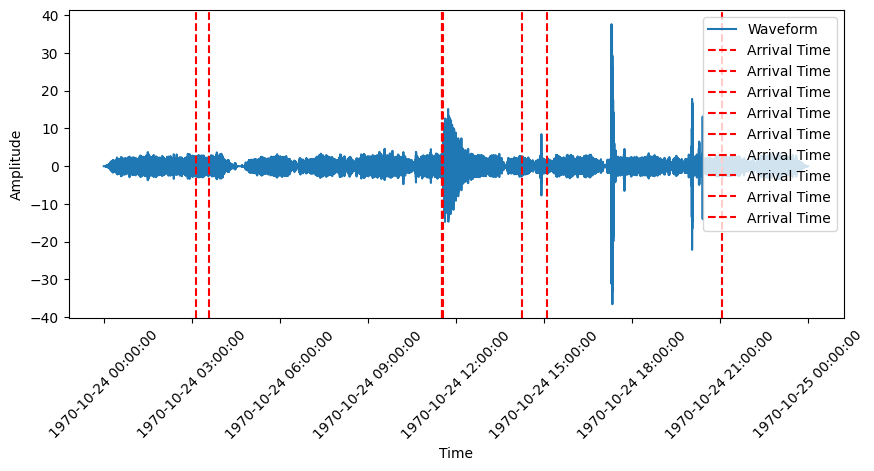 40
30
20
10
0
−10
−20
−30
−40
Amplitude
Waveform
Arrival Time
Arrival Time
Arrival Time
Arrival Time
Arrival Time
Arrival Time
Arrival Time
Arrival Time
Arrival Time
1970-10-24 00:00:00
1970-10-24 03:00:00
1970-10-24 06:00:00
1970-10-24 09:00:00
1970-10-24 12:00:00
1970-10-24 15:00:00
1970-10-24 18:00:00
1970-10-24 21:00:00
1970-10-25 00:00:00
Time